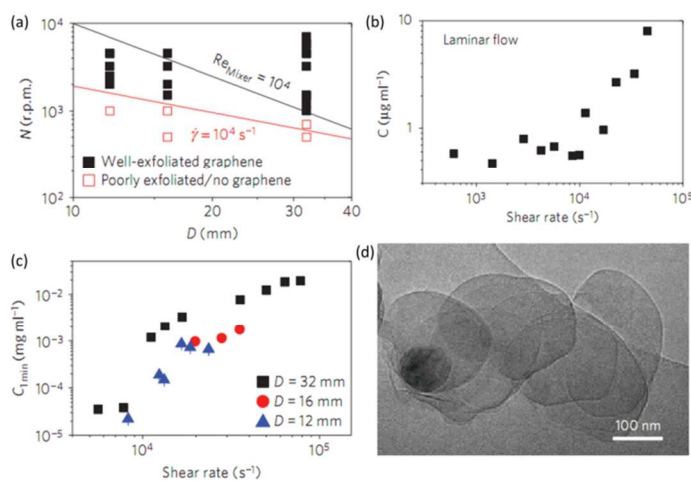 (a)
N (r.p.m.)
10⁴
10³
10²
Re_Mixer = 10⁴
γ̇ = 10⁴ s⁻¹
Well-exfoliated graphene
Poorly exfoliated/no graphene
10 20 30 40
D (mm)
(b)
Laminar flow
C (µg ml⁻¹)
1
10³ 10⁴ 10⁵
Shear rate (s⁻¹)
(c)
C₁ min (mg ml⁻¹)
10⁻²
10⁻³
10⁻⁴
10⁻⁵
D = 32 mm
D = 16 mm
D = 12 mm
10⁴ 10⁵
Shear rate (s⁻¹)
(d)
100 nm